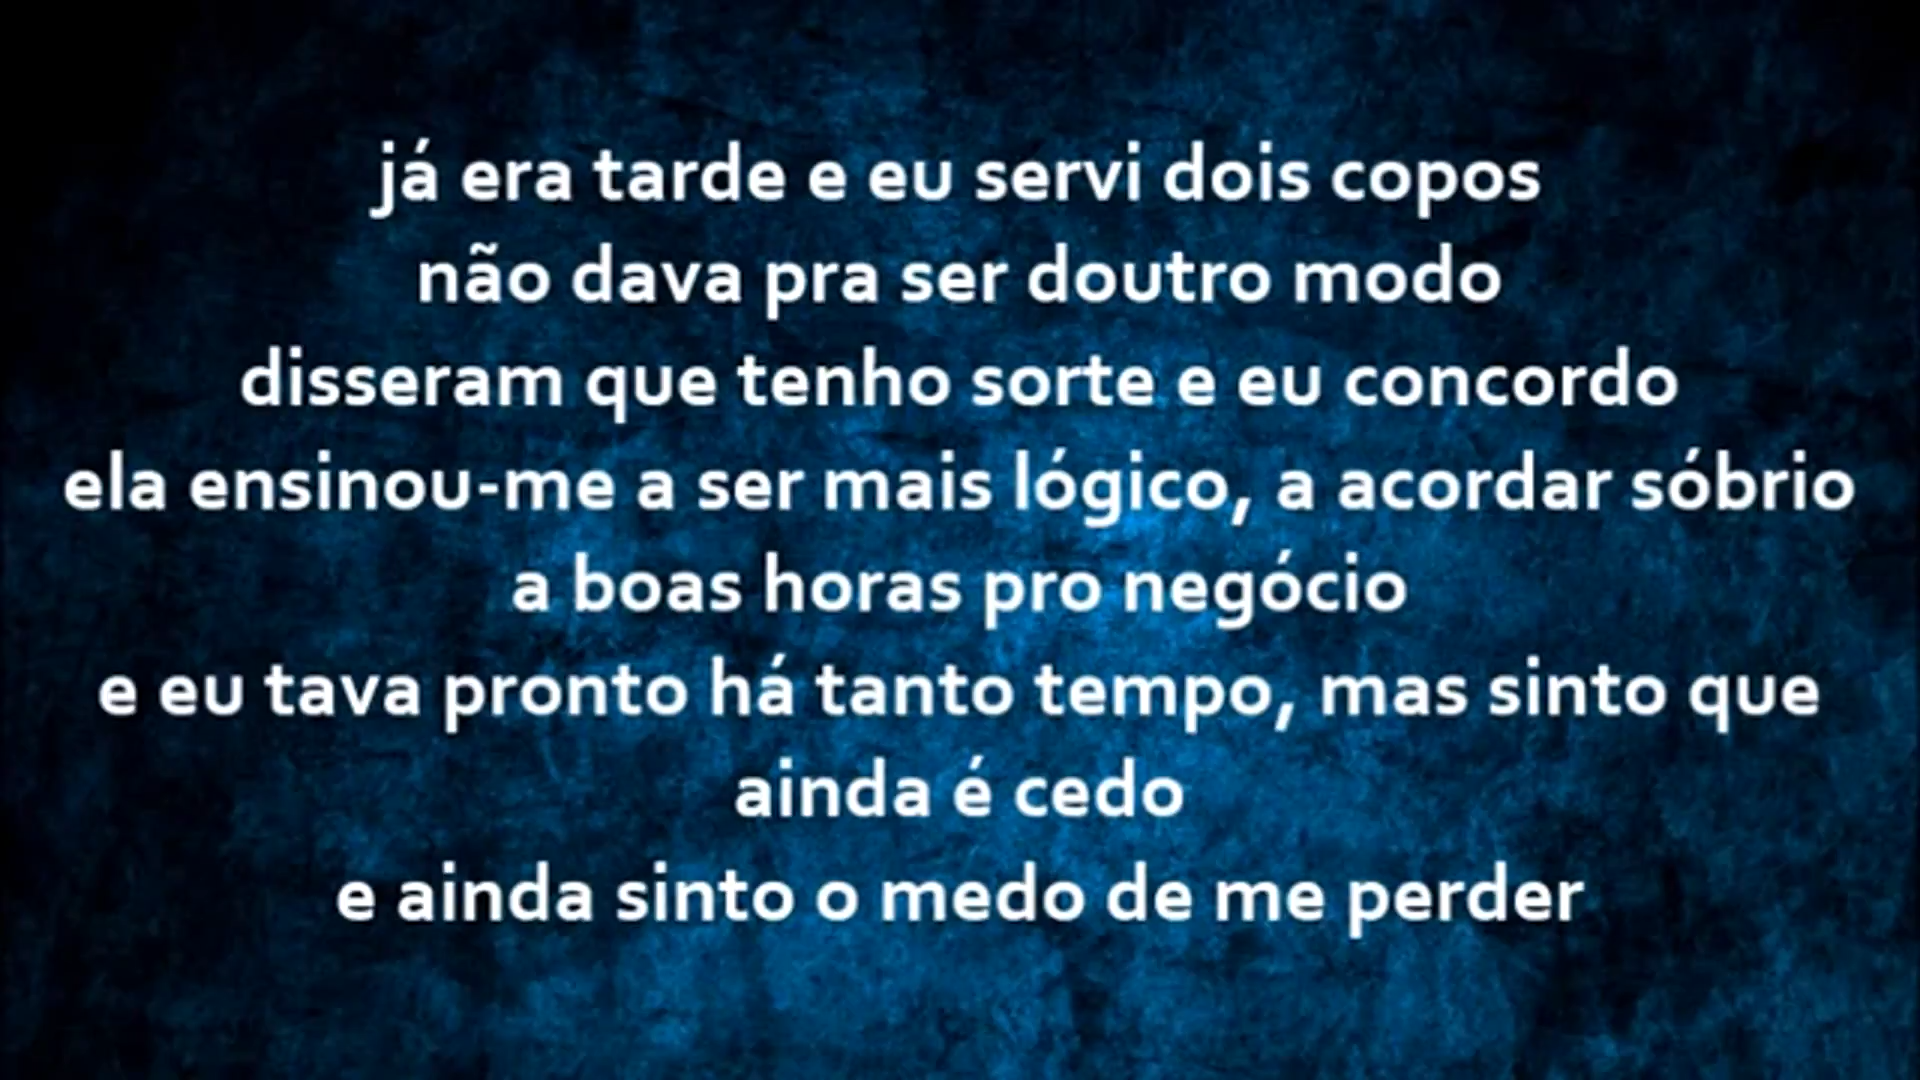 já era tarde e eu servi dois copos
não dava pra ser doutro modo
disseram que tenho sorte e eu concordo
ela ensinou-me a ser mais lógico, a acordar sóbrio
a boas horas pro negócio
e eu tava pronto há tanto tempo, mas sinto que
ainda é cedo
e ainda sinto o medo de me perder